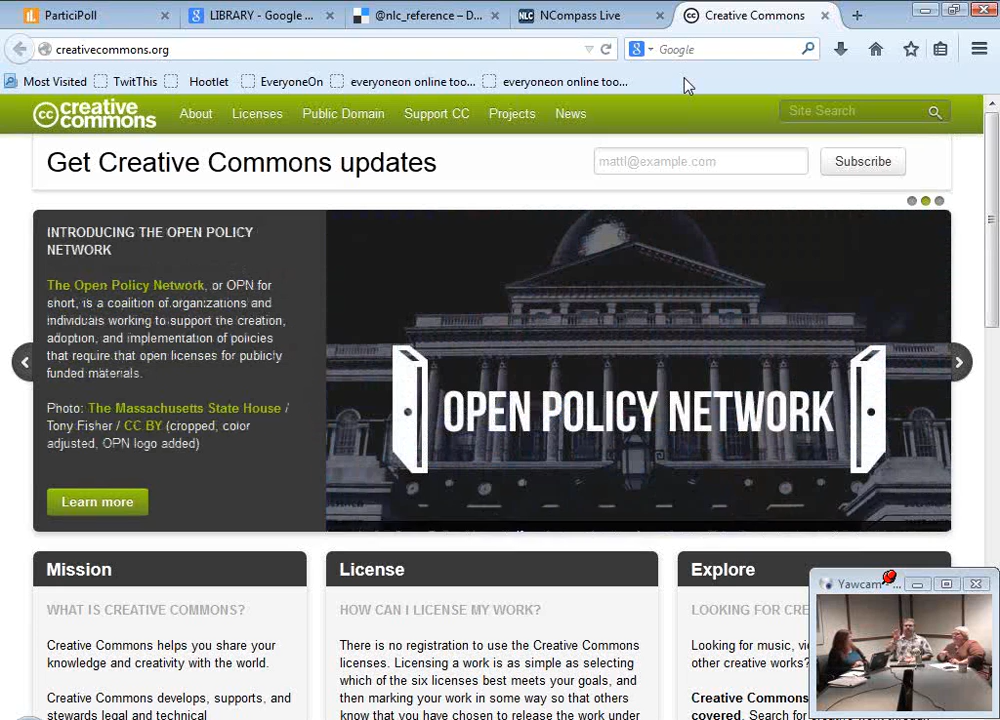 ParticiPoll
LIBRARY - Google ...
@nlc_reference – D...
NLC NCompass Live
cc Creative Commons
creativecommons.org
Google
Most Visited
TwitThis
Hootlet
EveryoneOn
everyoneon online too...
everyoneon online too...
cc creative commons
About
Licenses
Public Domain
Support CC
Projects
News
Site Search
Get Creative Commons updates
mattl@example.com
Subscribe
INTRODUCING THE OPEN POLICY
NETWORK
The Open Policy Network, or OPN for
short, is a coalition of organizations and
individuals working to support the creation,
adoption, and implementation of policies
that require that open licenses for publicly
funded materials.
Photo: The Massachusetts State House /
Tony Fisher / CC BY (cropped, color
adjusted, OPN logo added)
Learn more
OPEN POLICY NETWORK
Mission
WHAT IS CREATIVE COMMONS?
Creative Commons helps you share your
knowledge and creativity with the world.
Creative Commons develops, supports, and
stewards legal and technical
License
HOW CAN I LICENSE MY WORK?
There is no registration to use the Creative Commons
licenses. Licensing a work is as simple as selecting
which of the six licenses best meets your goals, and
then marking your work in some way so that others
know that you have chosen to release the work under
Explore
LOOKING FOR CRE
Looking for music, vi
other creative works?
Creative Commons
covered. Search for
Yawcam - ...